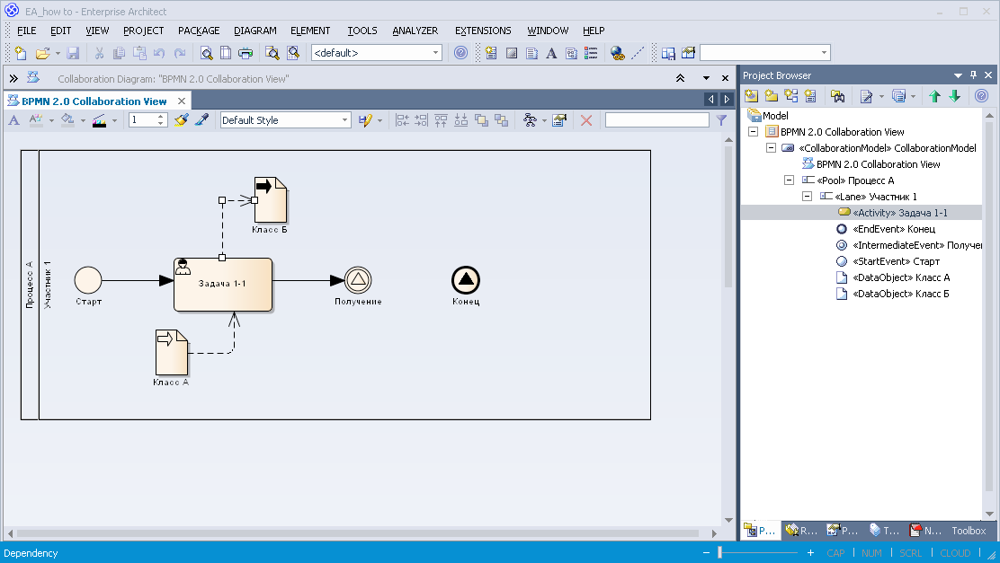 EA_how to - Enterprise Architect
FILE EDIT VIEW PROJECT PACKAGE DIAGRAM ELEMENT TOOLS ANALYZER EXTENSIONS WINDOW HELP
<default>
Collaboration Diagram: "BPMN 2.0 Collaboration View"
BPMN 2.0 Collaboration View
1
Default Style
Процесс А
Участник 1
Старт
Задача 1-1
Класс Б
Класс А
Получение
Конец
Project Browser
Model
BPMN 2.0 Collaboration View
«CollaborationModel» CollaborationModel
BPMN 2.0 Collaboration View
«Pool» Процесс А
«Lane» Участник 1
«Activity» Задача 1-1
«EndEvent» Конец
«IntermediateEvent» Получен
«StartEvent» Старт
«DataObject» Класс А
«DataObject» Класс Б
P... R... P... T... N... Toolbox
Dependency
CAP NUM SCRL CLOUD